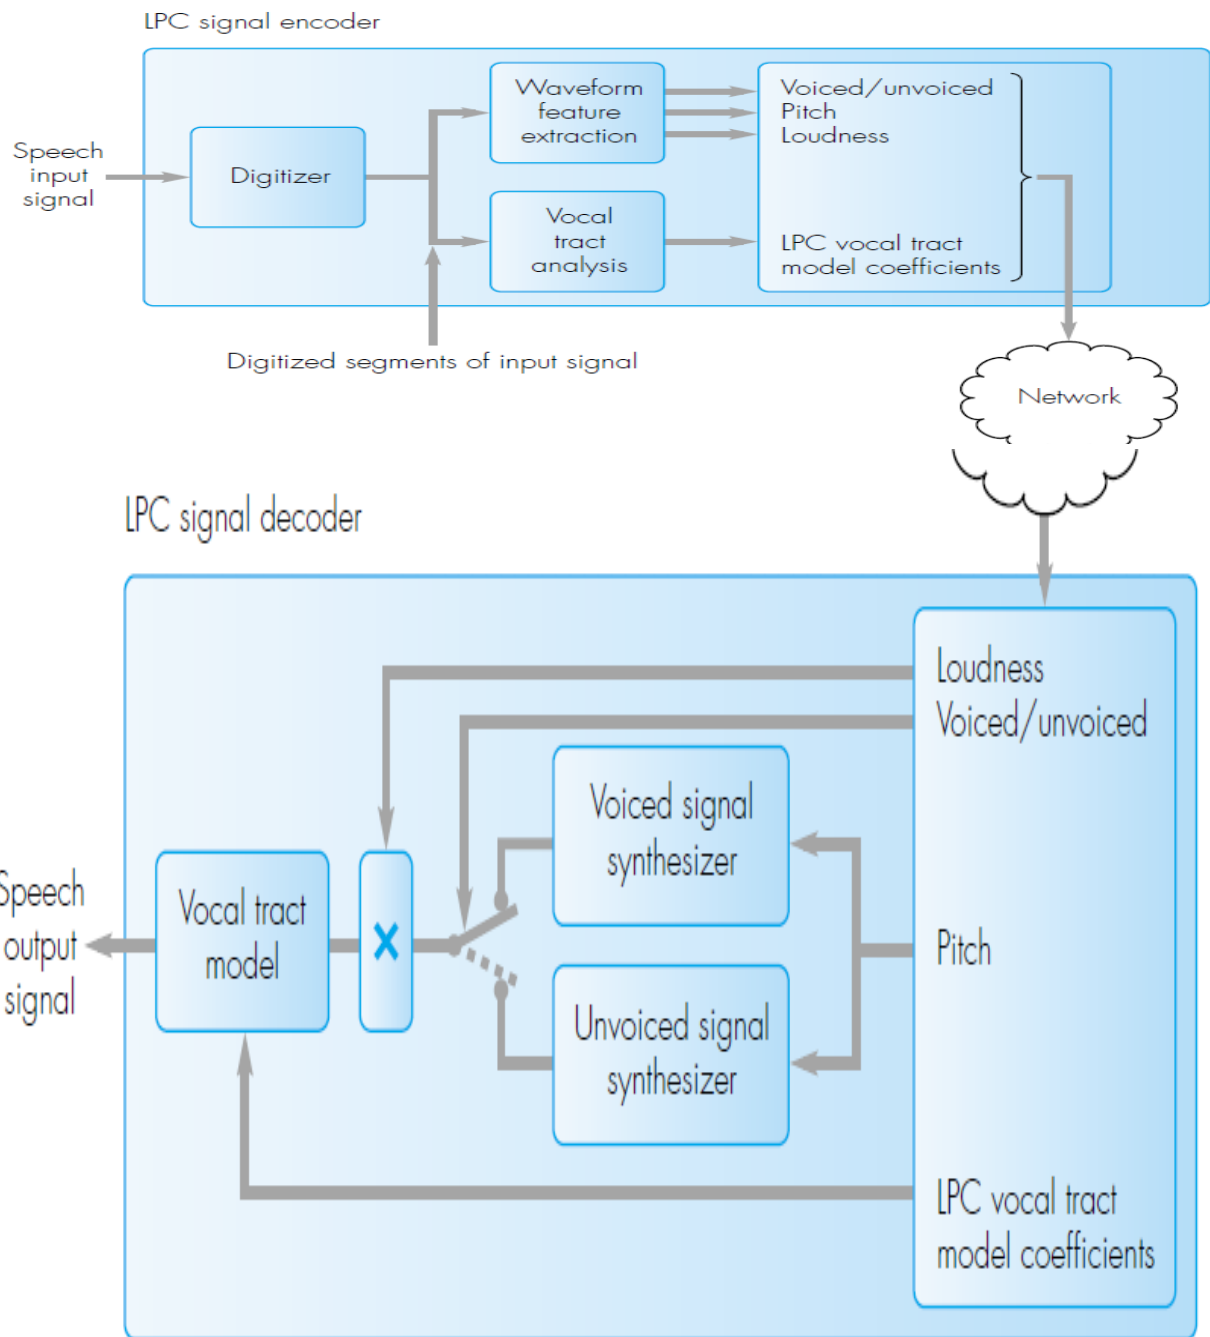 LPC signal encoder
Speech
input
signal
Digitizer
Waveform
feature
extraction
Vocal
tract
analysis
Voiced/unvoiced
Pitch
Loudness
LPC vocal tract
model coefficients
Digitized segments of input signal
Network
LPC signal decoder
Loudness
Voiced/unvoiced
Voiced signal
synthesizer
Speech
output
signal
Vocal tract
model
×
Pitch
Unvoiced signal
synthesizer
LPC vocal tract
model coefficients